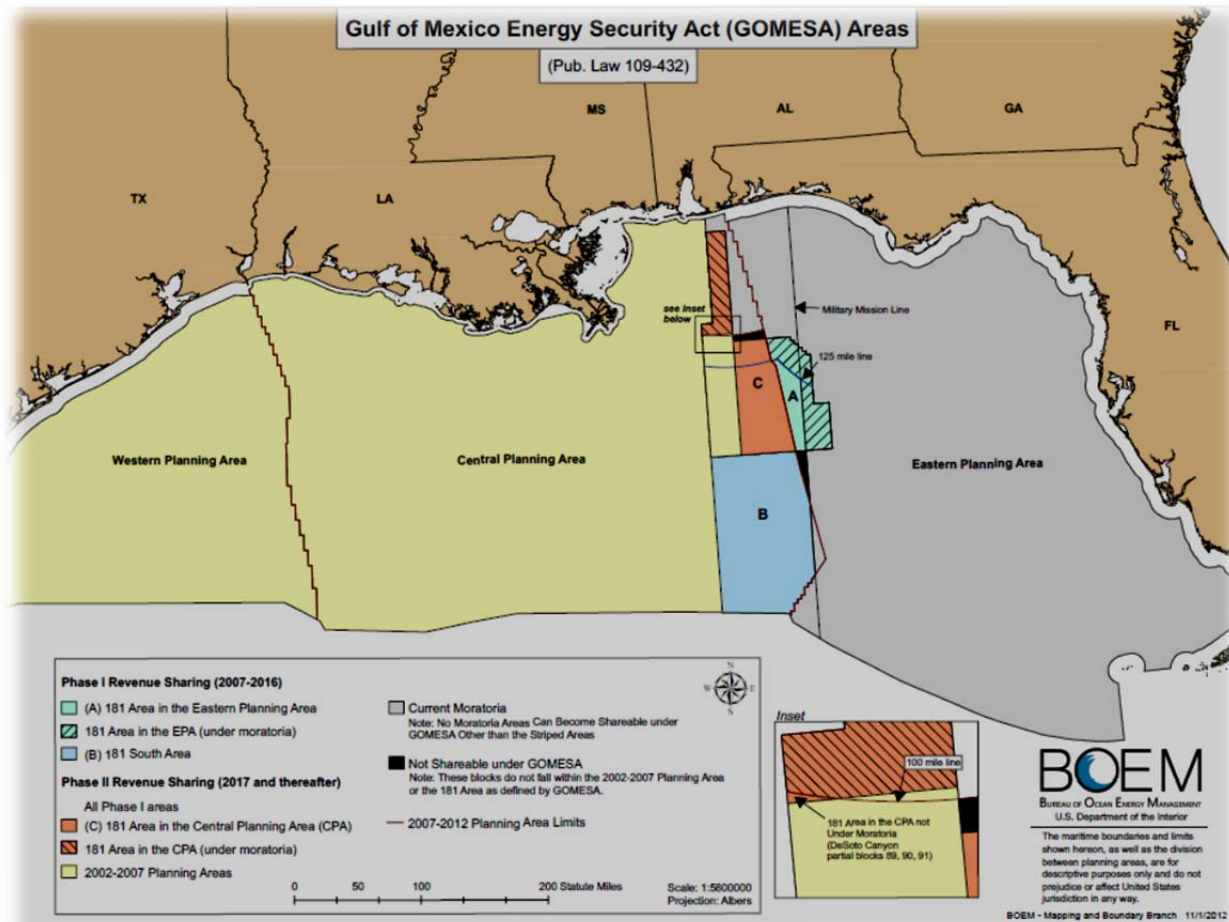 Gulf of Mexico Energy Security Act (GOMESA) Areas
(Pub. Law 109-432)
MS
AL
GA
TX
LA
see Inset
below
Military Mission Line
FL
125 mile line
C
A
Western Planning Area
Central Planning Area
Eastern Planning Area
B
Phase I Revenue Sharing (2007-2016)
(A) 181 Area in the Eastern Planning Area
181 Area in the EPA (under moratoria)
(B) 181 South Area
Phase II Revenue Sharing (2017 and thereafter)
All Phase I areas
(C) 181 Area in the Central Planning Area (CPA)
181 Area in the CPA (under moratoria)
2002-2007 Planning Areas
Current Moratoria
Note: No Moratoria Areas Can Become Shareable under
GOMESA Other than the Striped Areas
Not Shareable under GOMESA
Note: These blocks do not fall within the 2002-2007 Planning Area
or the 181 Area as defined by GOMESA.
2007-2012 Planning Area Limits
N
W E
S
0 50 100 200 Statute Miles
Scale: 1:5800000
Projection: Albers
Inset
100 mile line
181 Area in the CPA not
Under Moratoria
(DeSoto Canyon
partial blocks 89, 90, 91)
BOEM
BUREAU OF OCEAN ENERGY MANAGEMENT
U.S. Department of the Interior
The maritime boundaries and limits
shown hereon, as well as the division
between planning areas, are for
descriptive purposes only and do not
prejudice or affect United States
jurisdiction in any way.
BOEM - Mapping and Boundary Branch 11/1/2012